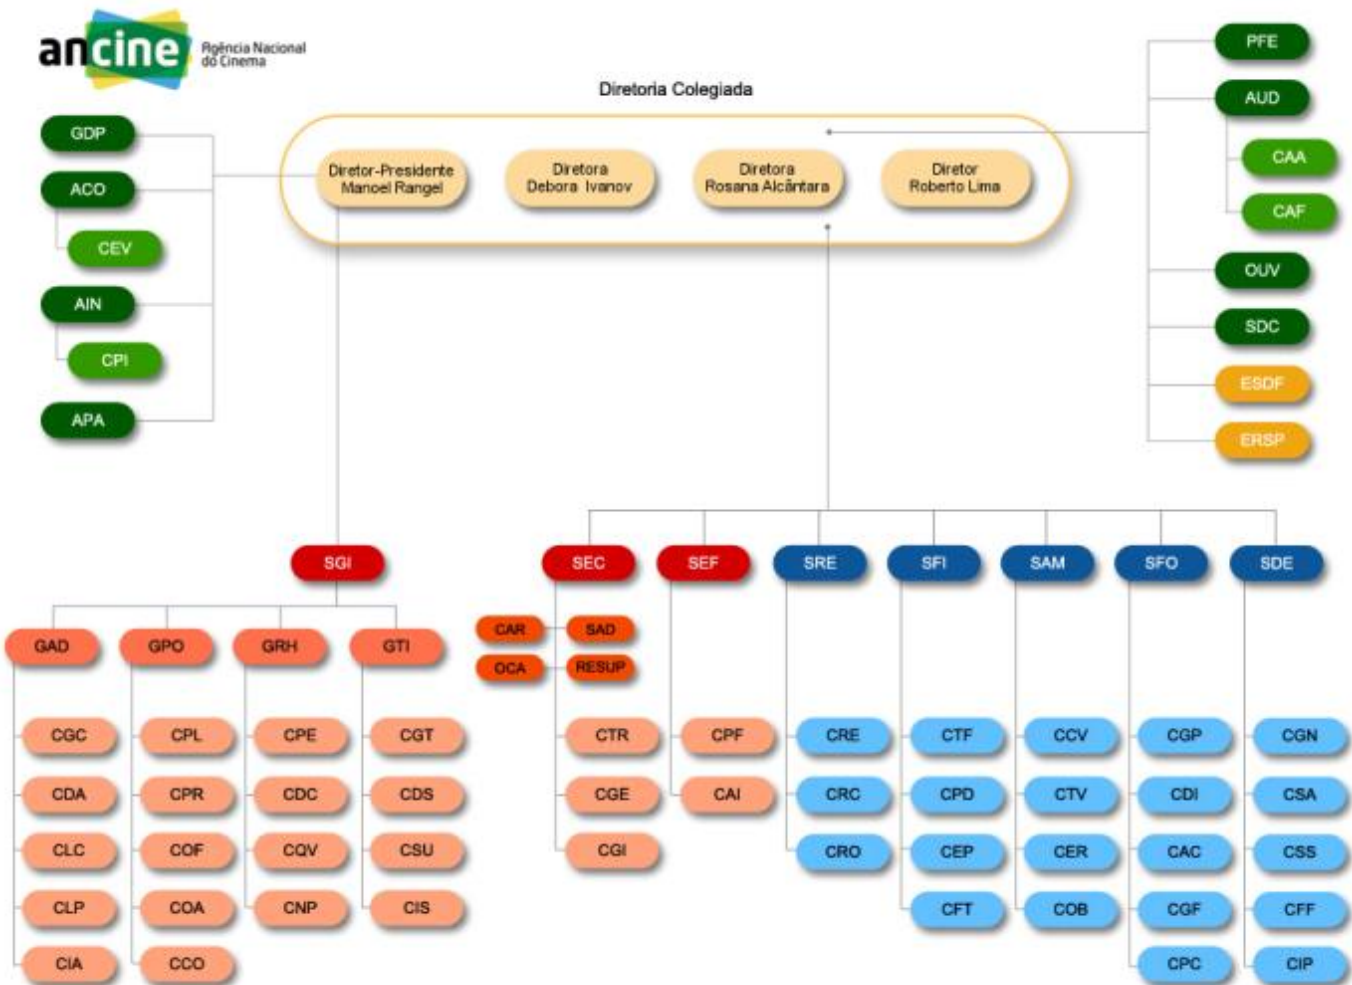 ancine
Agência Nacional
do Cinema
Diretoria Colegiada
Diretor-Presidente
Manoel Rangel
Diretora
Debora Ivanov
Diretora
Rosana Alcântara
Diretor
Roberto Lima
GDP
ACO
CEV
AIN
CPI
APA
PFE
AUD
CAA
CAF
OUV
SDC
ESDF
ERSP
SGI
SEC
SEF
SRE
SFI
SAM
SFO
SDE
GAD
GPO
GRH
GTI
CAR
SAD
OCA
RESUP
CGC
CPL
CPE
CGT
CTR
CPF
CRE
CTF
CCV
CGP
CGN
CDA
CPR
CDC
CDS
CGE
CAI
CRC
CPD
CTV
CDI
CSA
CLC
COF
CQV
CSU
CGI
CRO
CEP
CER
CAC
CSS
CLP
COA
CNP
CIS
CFT
COB
CGF
CFF
CIA
CCO
CPC
CIP